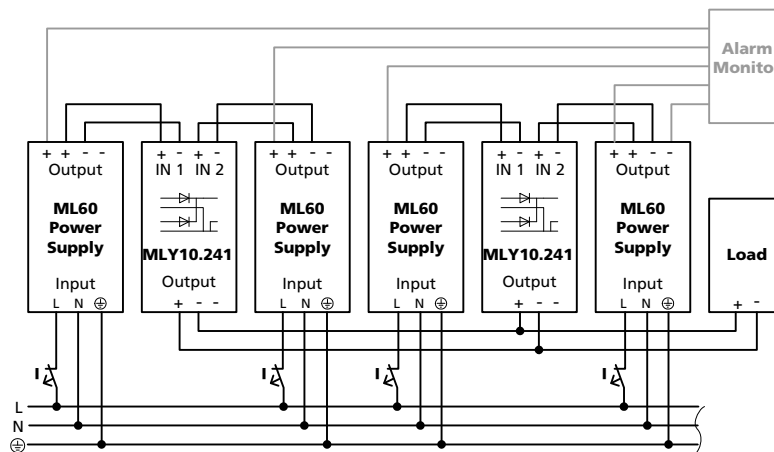 Alarm
Monito
+ + - -
Output
ML60
Power
Supply
Input
L N ⏚
+ - + -
IN 1 IN 2
MLY10.241
Output
+ - -
+ + - -
Output
ML60
Power
Supply
Input
L N ⏚
+ + - -
Output
ML60
Power
Supply
Input
L N ⏚
+ - + -
IN 1 IN 2
MLY10.241
Output
+ - -
+ + - -
Output
ML60
Power
Supply
Input
L N ⏚
Load
+ -
I
I
I
I
L
N
⏚